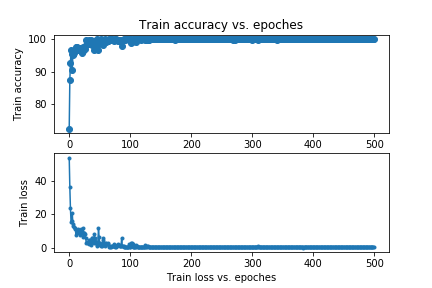 Train accuracy vs. epoches
Train accuracy
100
90
80
0 100 200 300 400 500
Train loss
40
20
0
0 100 200 300 400 500
Train loss vs. epoches